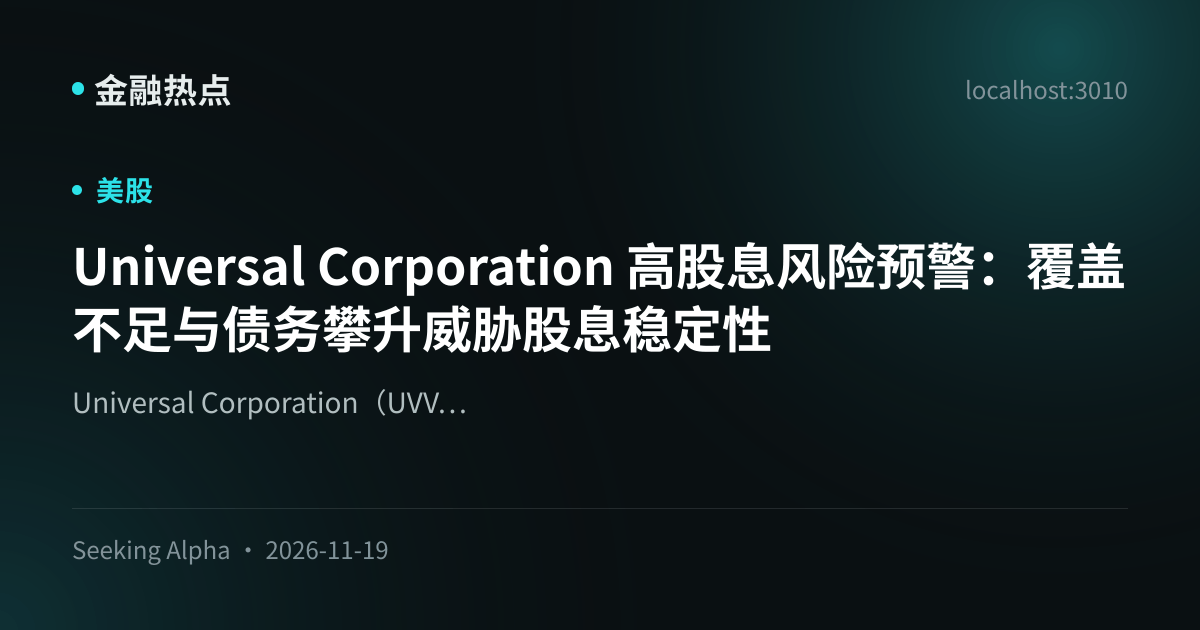 金融热点
localhost:3010
美股
Universal Corporation 高股息风险预警：覆盖
不足与债务攀升威胁股息稳定性
Universal Corporation（UVV…
Seeking Alpha · 2026-11-19